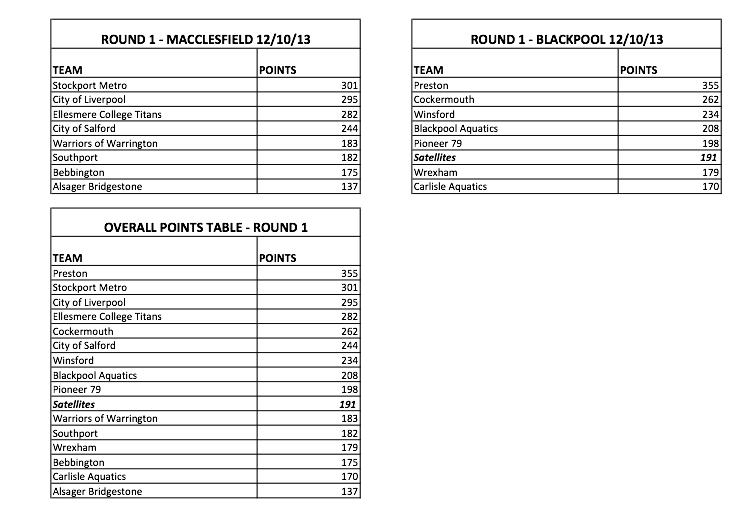 ROUND 1 - MACCLESFIELD 12/10/13
TEAM POINTS
Stockport Metro 301
City of Liverpool 295
Ellesmere College Titans 282
City of Salford 244
Warriors of Warrington 183
Southport 182
Bebbington 175
Alsager Bridgestone 137
ROUND 1 - BLACKPOOL 12/10/13
TEAM POINTS
Preston 355
Cockermouth 262
Winsford 234
Blackpool Aquatics 208
Pioneer 79 198
Satellites 191
Wrexham 179
Carlisle Aquatics 170
OVERALL POINTS TABLE - ROUND 1
TEAM POINTS
Preston 355
Stockport Metro 301
City of Liverpool 295
Ellesmere College Titans 282
Cockermouth 262
City of Salford 244
Winsford 234
Blackpool Aquatics 208
Pioneer 79 198
Satellites 191
Warriors of Warrington 183
Southport 182
Wrexham 179
Bebbington 175
Carlisle Aquatics 170
Alsager Bridgestone 137